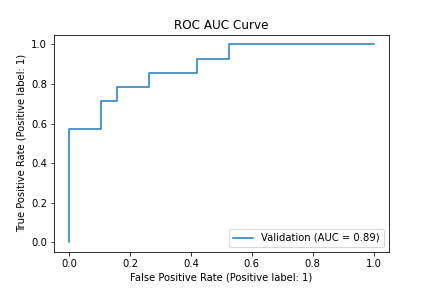 ROC AUC Curve
True Positive Rate (Positive label: 1)
1.0
0.8
0.6
0.4
0.2
0.0
Validation (AUC = 0.89)
0.0 0.2 0.4 0.6 0.8 1.0
False Positive Rate (Positive label: 1)